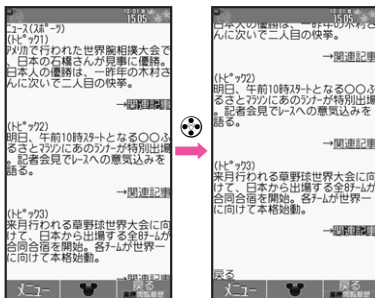 10:01 土
15:05
ニュース(スポーツ)
(トピック1)
アメリカで行われた世界腕相撲大会で
、日本の石橋さんが見事に優勝。
日本人の優勝は、一昨年の木村さ
んに次いで二人目の快挙。
→関連記事
(トピック2)
明日、午前10時スタートとなる○○ふ
るさとマラソンにあのランナーが特別出場
。記者会見でレースへの意気込みを
語る。
→関連記事
(トピック3)
来月行われる草野球世界大会に向
けて、日本から出場する全8チームが
合同合宿を開始。各チームが世界一
に向けて本格始動。
→関連記事
メニュー
戻る
閲覧履歴
10:01 土
15:05
日本人の優勝は、一昨年の木村さ
んに次いで二人目の快挙。
→関連記事
(トピック2)
明日、午前10時スタートとなる○○ふ
るさとマラソンにあのランナーが特別出場
。記者会見でレースへの意気込みを
語る。
→関連記事
(トピック3)
来月行われる草野球世界大会に向
けて、日本から出場する全8チームが
合同合宿を開始。各チームが世界一
に向けて本格始動。
→関連記事
戻る
メニュー
戻る
閲覧履歴